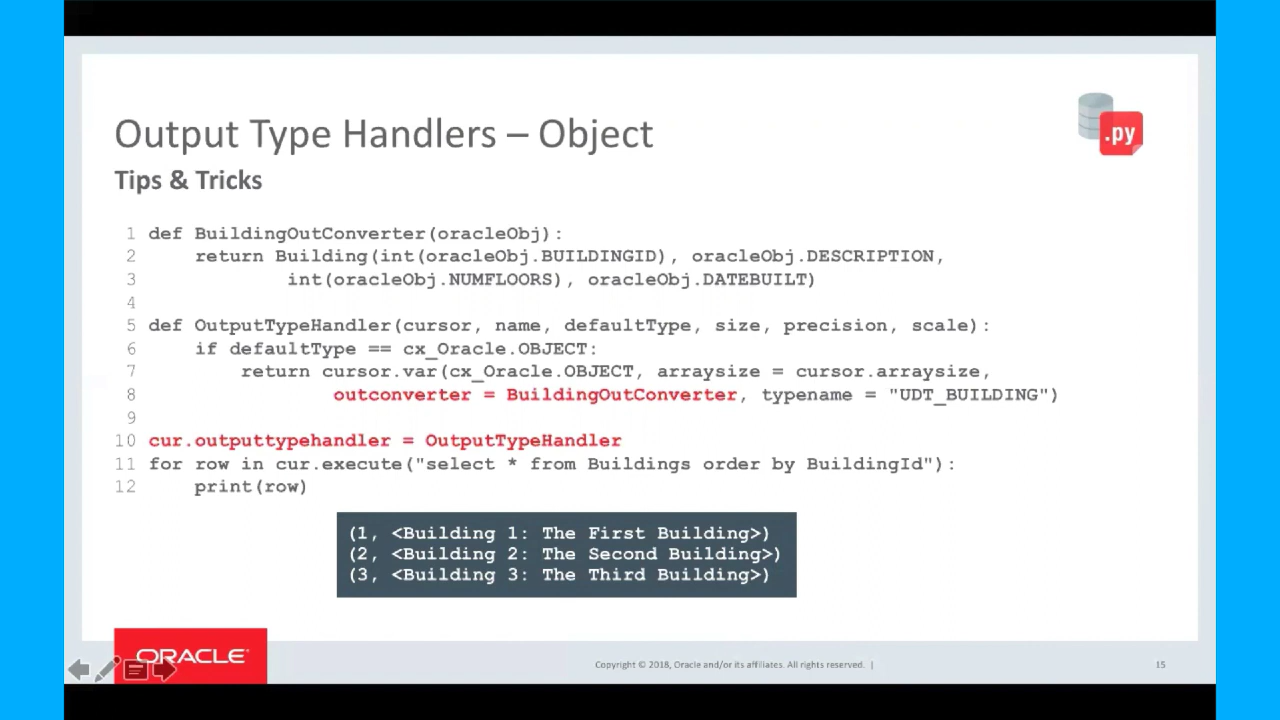 Output Type Handlers – Object
.py
Tips & Tricks
1 def BuildingOutConverter(oracleObj):
2     return Building(int(oracleObj.BUILDINGID), oracleObj.DESCRIPTION,
3             int(oracleObj.NUMFLOORS), oracleObj.DATEBUILT)
4
5 def OutputTypeHandler(cursor, name, defaultType, size, precision, scale):
6     if defaultType == cx_Oracle.OBJECT:
7         return cursor.var(cx_Oracle.OBJECT, arraysize = cursor.arraysize,
8                 outconverter = BuildingOutConverter, typename = "UDT_BUILDING")
9
10 cur.outputtypehandler = OutputTypeHandler
11 for row in cur.execute("select * from Buildings order by BuildingId"):
12     print(row)
(1, <Building 1: The First Building>)
(2, <Building 2: The Second Building>)
(3, <Building 3: The Third Building>)
ORACLE®
Copyright © 2018, Oracle and/or its affiliates. All rights reserved. |
15